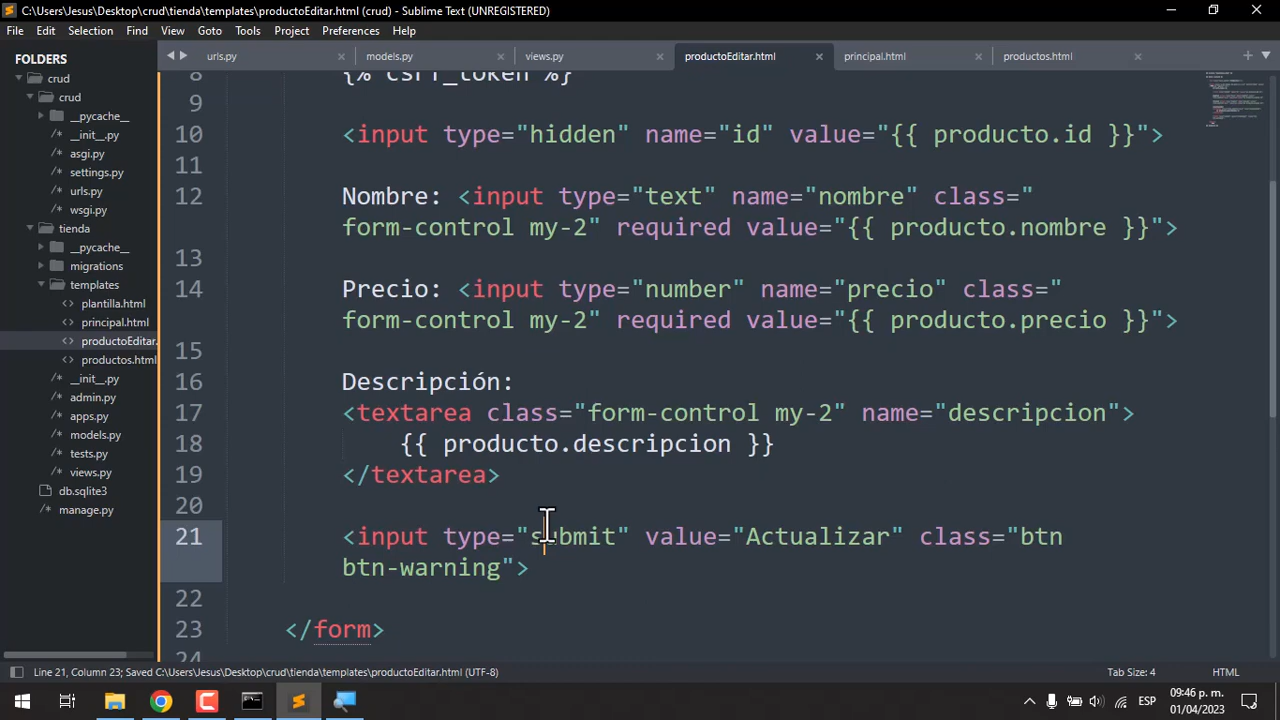 C:\Users\Jesus\Desktop\crud\tienda\templates\productoEditar.html (crud) - Sublime Text (UNREGISTERED)
File Edit Selection Find View Goto Tools Project Preferences Help
FOLDERS
crud
crud
__pycache__
__init__.py
asgi.py
settings.py
urls.py
wsgi.py
tienda
__pycache__
migrations
templates
plantilla.html
principal.html
productoEditar.
productos.html
__init__.py
admin.py
apps.py
models.py
tests.py
views.py
db.sqlite3
manage.py
urls.py models.py views.py productoEditar.html principal.html productos.html
8 {% csrf_token %}
9
10 <input type="hidden" name="id" value="{{ producto.id }}">
11
12 Nombre: <input type="text" name="nombre" class="
form-control my-2" required value="{{ producto.nombre }}">
13
14 Precio: <input type="number" name="precio" class="
form-control my-2" required value="{{ producto.precio }}">
15
16 Descripción:
17 <textarea class="form-control my-2" name="descripcion">
18 {{ producto.descripcion }}
19 </textarea>
20
21 <input type="submit" value="Actualizar" class="btn
btn-warning">
22
23 </form>
24
Line 21, Column 23; Saved C:\Users\Jesus\Desktop\crud\tienda\templates\productoEditar.html (UTF-8) Tab Size: 4 HTML
ESP
09:46 p. m.
01/04/2023